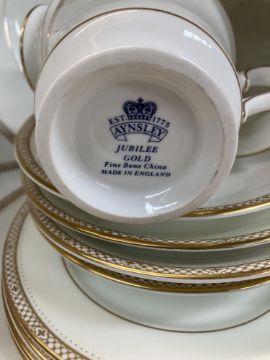 EST 1775
AYNSLEY
JUBILEE
GOLD
Fine Bone China
MADE IN ENGLAND